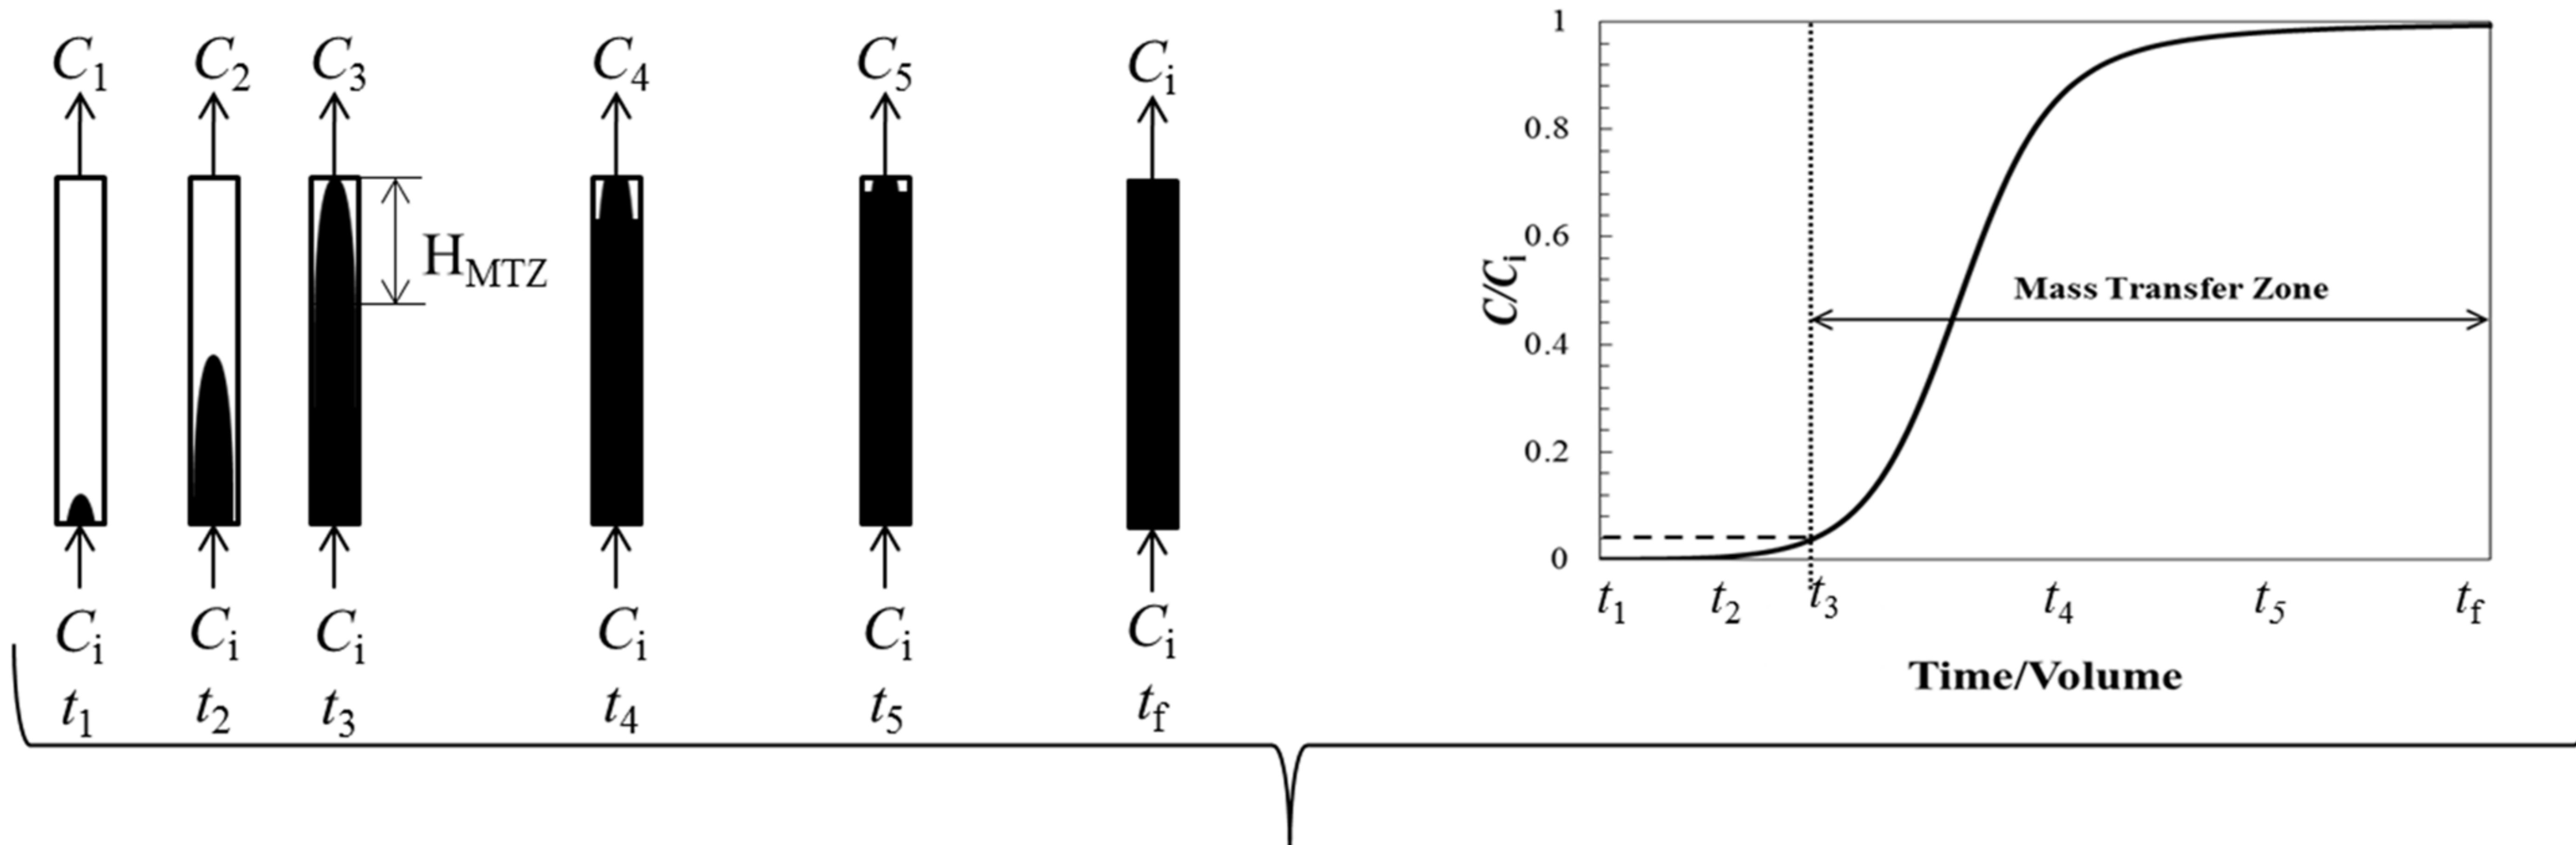 C1 C2 C3 C4 C5 Ci
HMTZ
Ci Ci Ci Ci Ci Ci
t1 t2 t3 t4 t5 tf
1
0.8
0.6
0.4
0.2
0
C/Ci
Mass Transfer Zone
t1 t2 t3 t4 t5 tf
Time/Volume